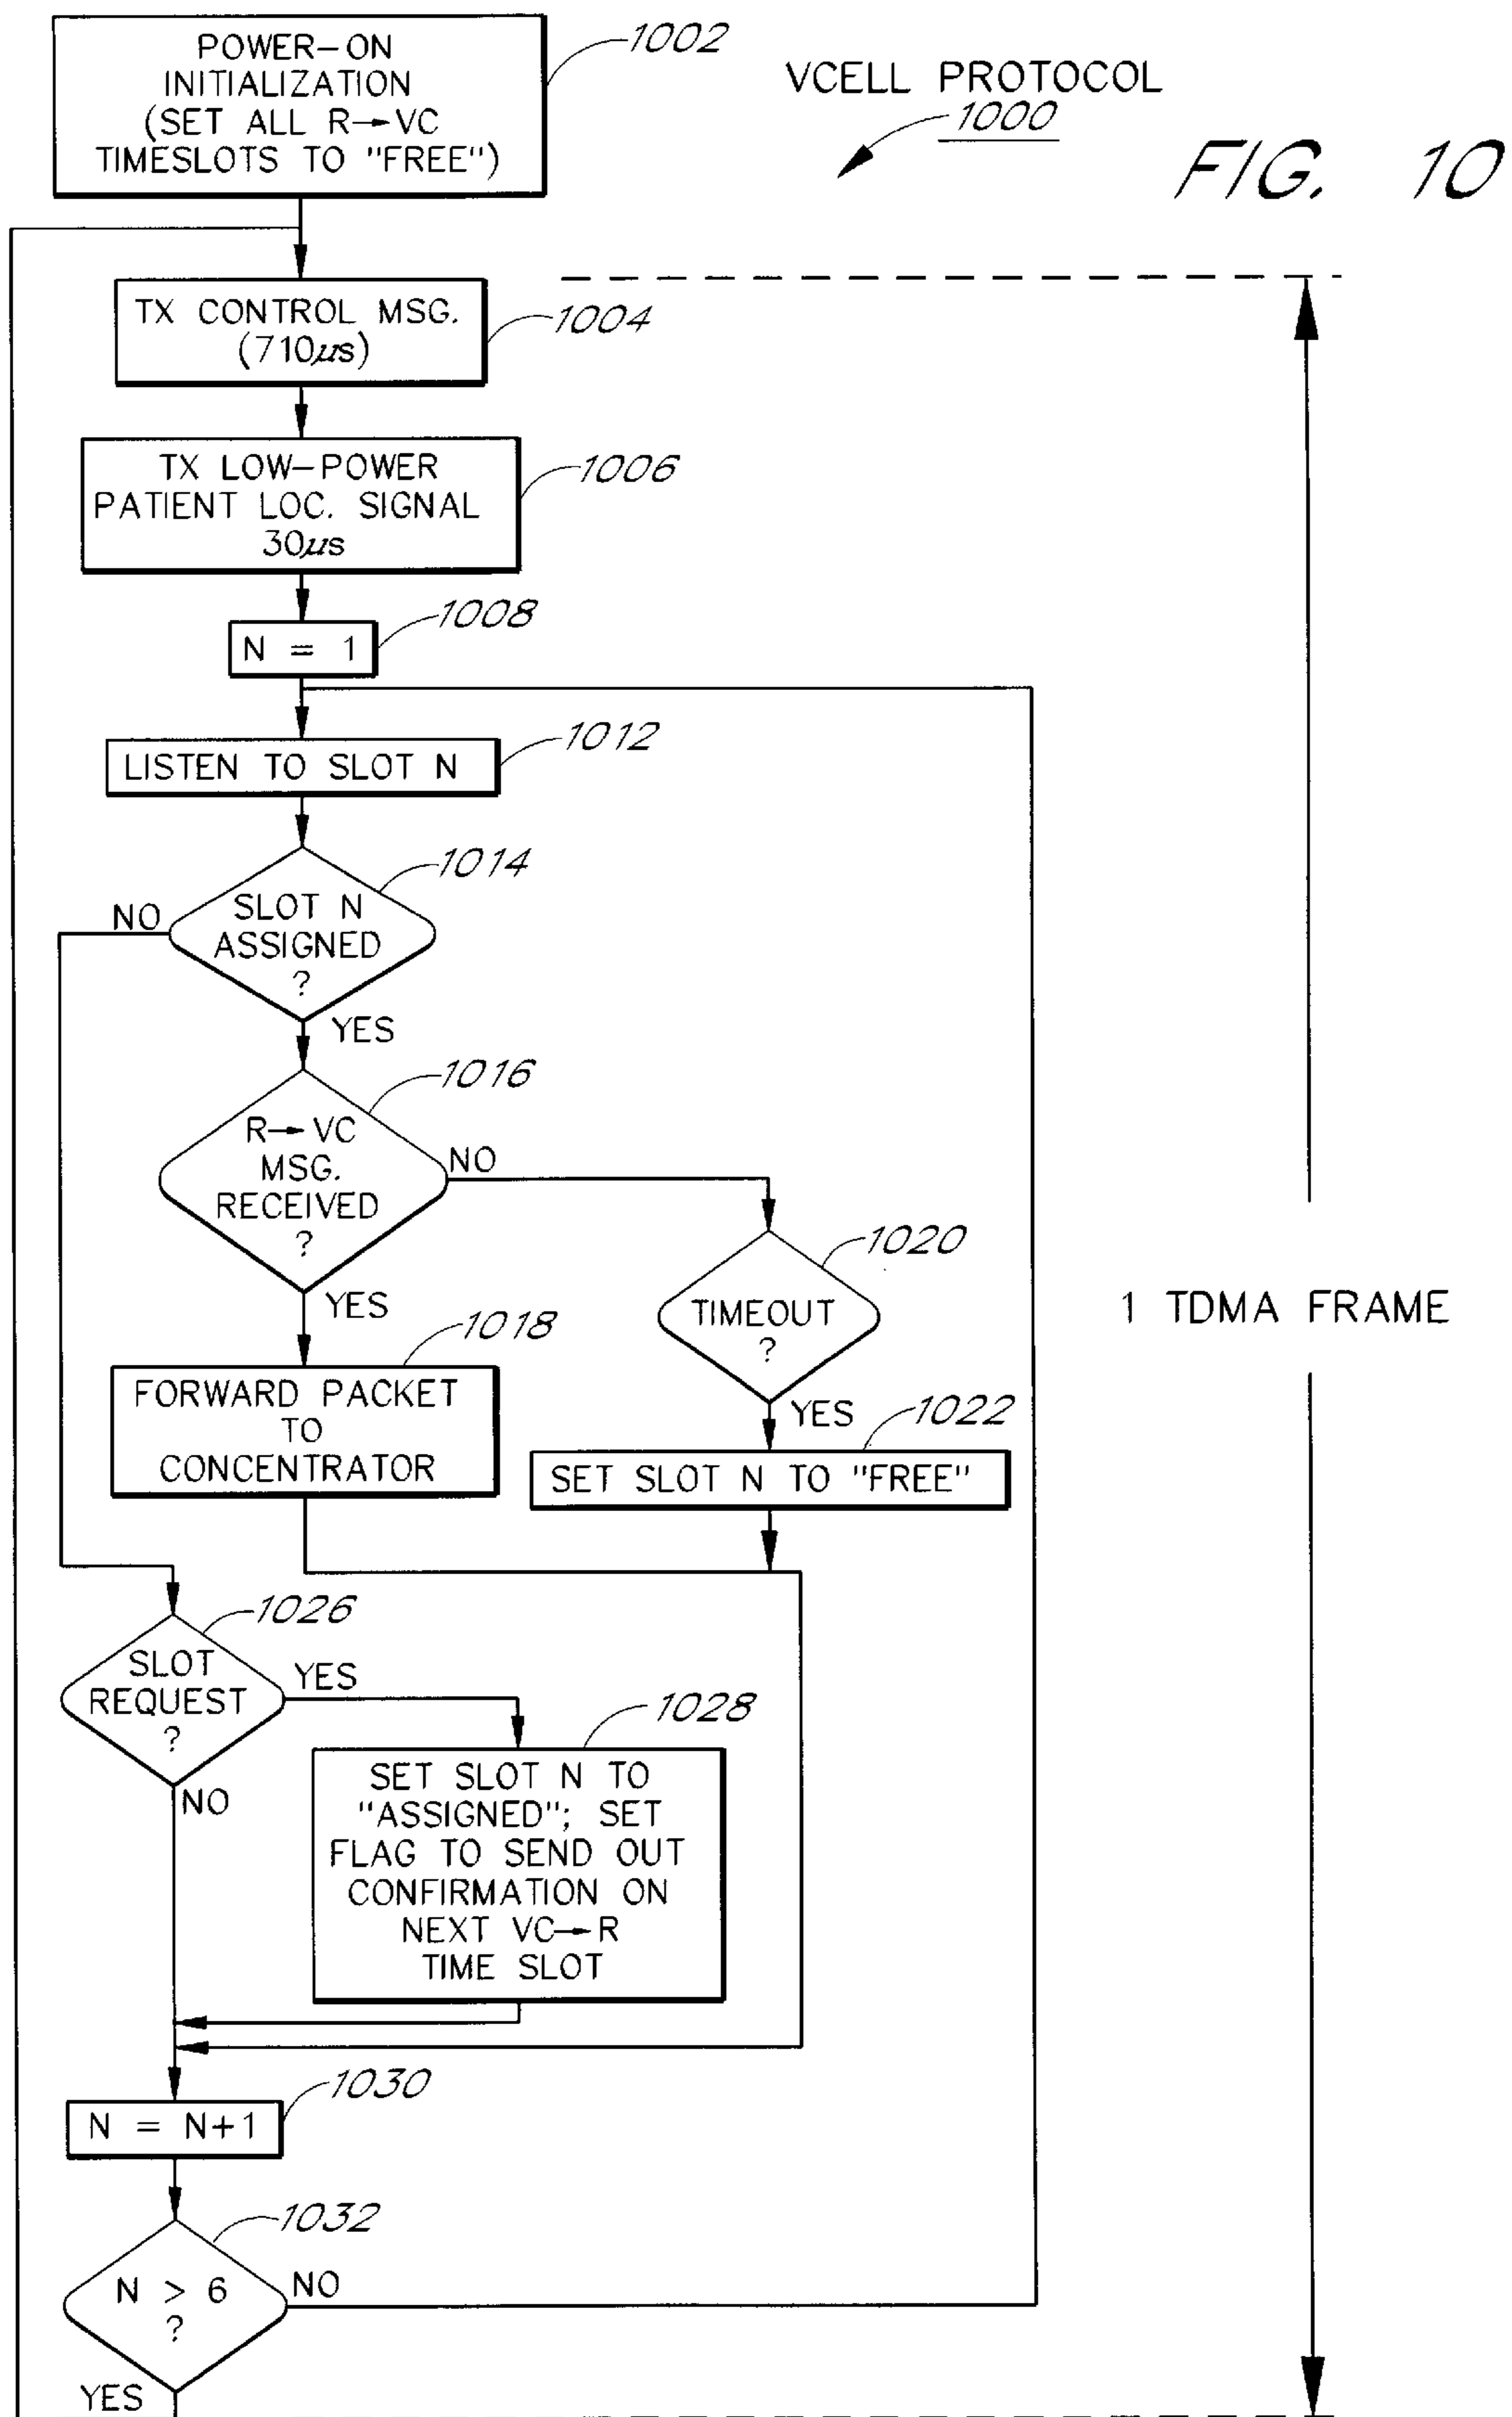 POWER-ON
INITIALIZATION
(SET ALL R→VC
TIMESLOTS TO "FREE")
1002
VCELL PROTOCOL
1000
FIG. 10
TX CONTROL MSG.
(710µs)
1004
TX LOW-POWER
PATIENT LOC. SIGNAL
30µs
1006
N = 1
1008
LISTEN TO SLOT N
1012
SLOT N
ASSIGNED
?
1014
NO
YES
R→VC
MSG.
RECEIVED
?
1016
NO
YES
TIMEOUT
?
1020
YES
1 TDMA FRAME
FORWARD PACKET
TO
CONCENTRATOR
1018
SET SLOT N TO "FREE"
1022
SLOT
REQUEST
?
1026
YES
NO
SET SLOT N TO
"ASSIGNED"; SET
FLAG TO SEND OUT
CONFIRMATION ON
NEXT VC→R
TIME SLOT
1028
N = N+1
1030
N > 6
?
1032
NO
YES